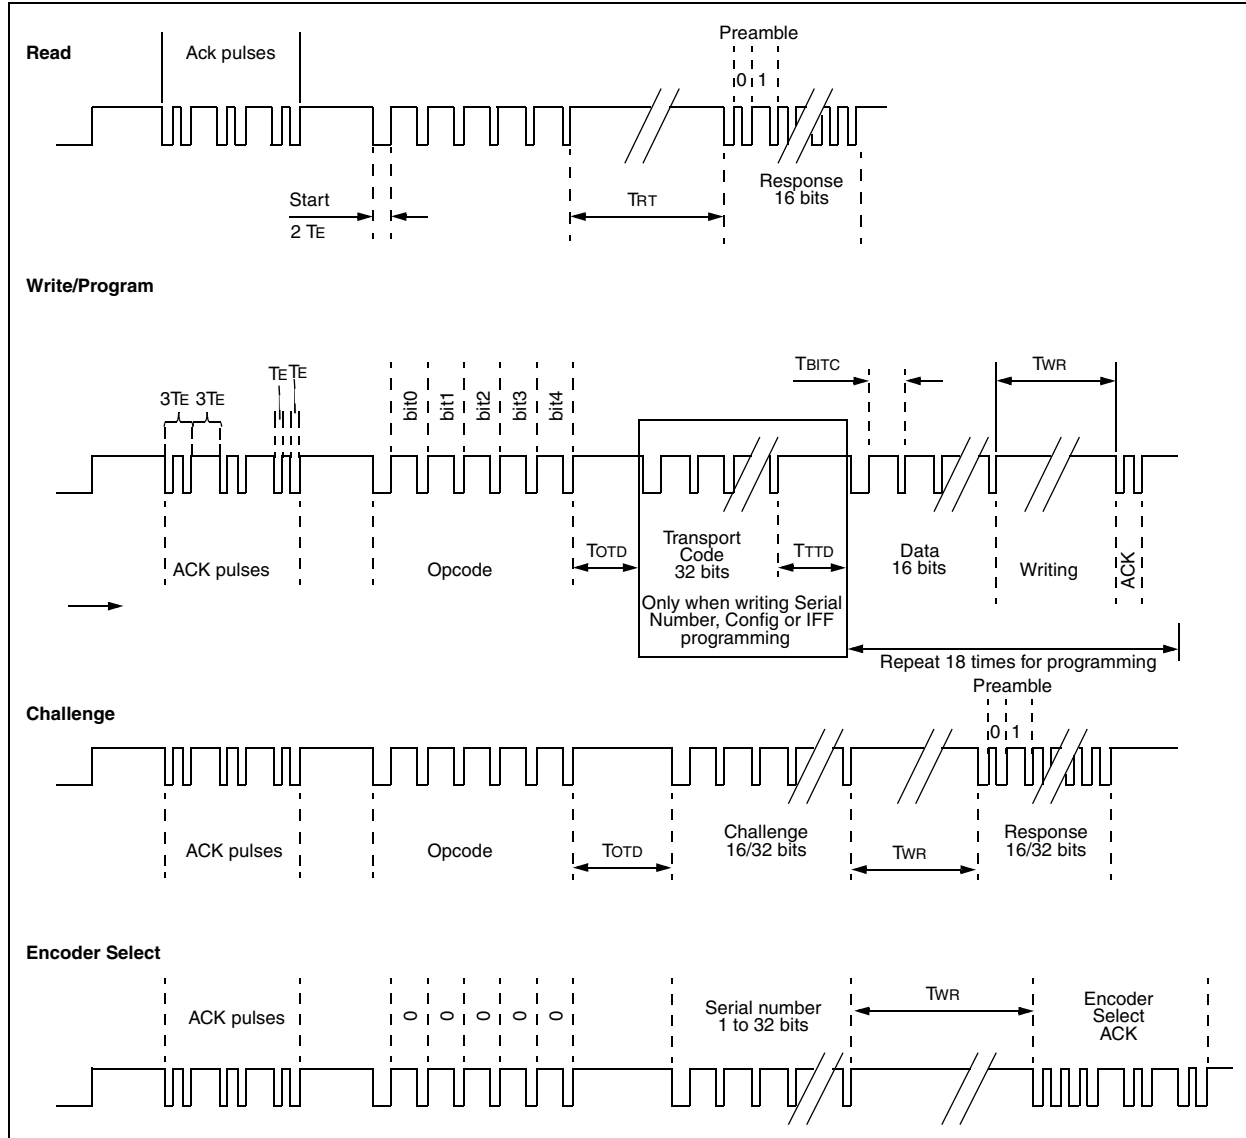 Read
Ack pulses
Preamble
0 1
Start
2 TE
TRT
Response
16 bits
Write/Program
3TE 3TE
TE TE
bit0 bit1 bit2 bit3 bit4
TBITC
TWR
ACK pulses
Opcode
TOTD
Transport
Code
32 bits
TTTD
Only when writing Serial
Number, Config or IFF
programming
Data
16 bits
Writing
ACK
Repeat 18 times for programming
Challenge
Preamble
0 1
ACK pulses
Opcode
TOTD
Challenge
16/32 bits
TWR
Response
16/32 bits
Encoder Select
ACK pulses
0 0 0 0 0
Serial number
1 to 32 bits
TWR
Encoder
Select
ACK